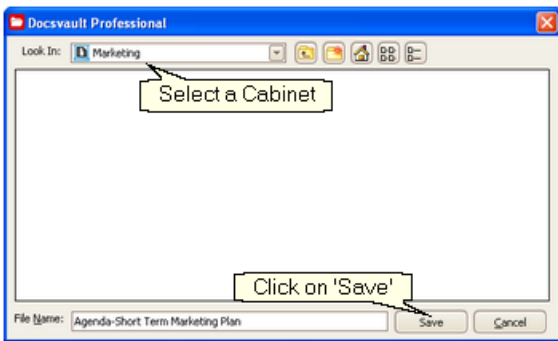 Docsvault Professional
Look In: Marketing
Select a Cabinet
Click on 'Save'
File Name: Agenda-Short Term Marketing Plan Save Cancel